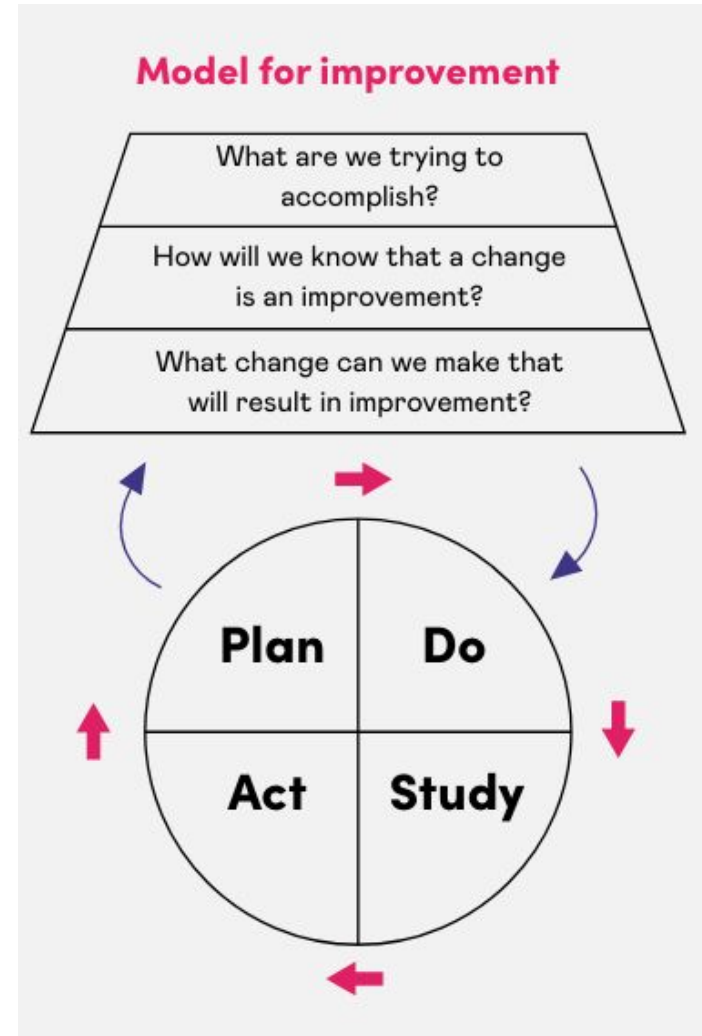 Model for improvement
What are we trying to
accomplish?
How will we know that a change
is an improvement?
What change can we make that
will result in improvement?
Plan
Do
Act
Study